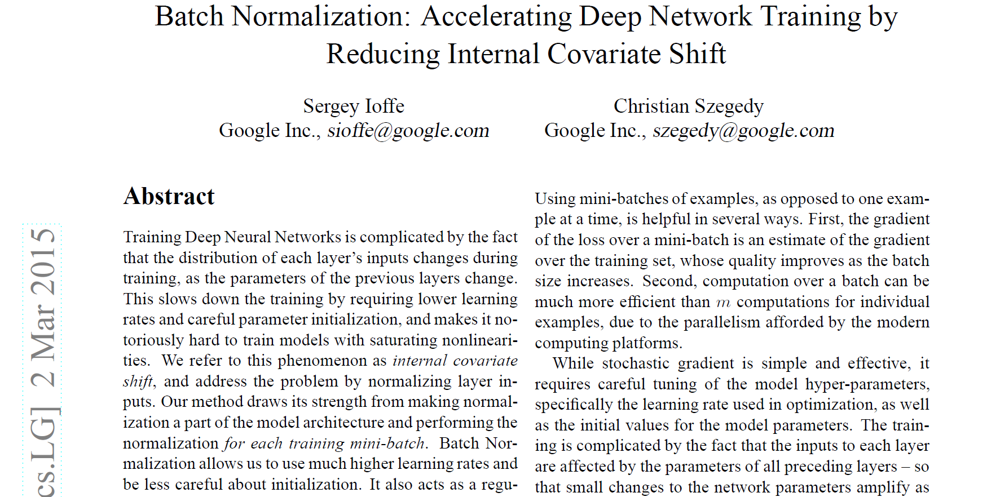 Batch Normalization: Accelerating Deep Network Training by
Reducing Internal Covariate Shift
Sergey Ioffe
Google Inc., sioffe@google.com
Christian Szegedy
Google Inc., szegedy@google.com
Abstract
Training Deep Neural Networks is complicated by the fact
that the distribution of each layer’s inputs changes during
training, as the parameters of the previous layers change.
This slows down the training by requiring lower learning
rates and careful parameter initialization, and makes it no-
toriously hard to train models with saturating nonlineari-
ties. We refer to this phenomenon as internal covariate
shift, and address the problem by normalizing layer in-
puts. Our method draws its strength from making normal-
ization a part of the model architecture and performing the
normalization for each training mini-batch. Batch Nor-
malization allows us to use much higher learning rates and
be less careful about initialization. It also acts as a regu-
Using mini-batches of examples, as opposed to one exam-
ple at a time, is helpful in several ways. First, the gradient
of the loss over a mini-batch is an estimate of the gradient
over the training set, whose quality improves as the batch
size increases. Second, computation over a batch can be
much more efficient than m computations for individual
examples, due to the parallelism afforded by the modern
computing platforms.
While stochastic gradient is simple and effective, it
requires careful tuning of the model hyper-parameters,
specifically the learning rate used in optimization, as well
as the initial values for the model parameters. The train-
ing is complicated by the fact that the inputs to each layer
are affected by the parameters of all preceding layers – so
that small changes to the network parameters amplify as
cs.LG] 2 Mar 2015